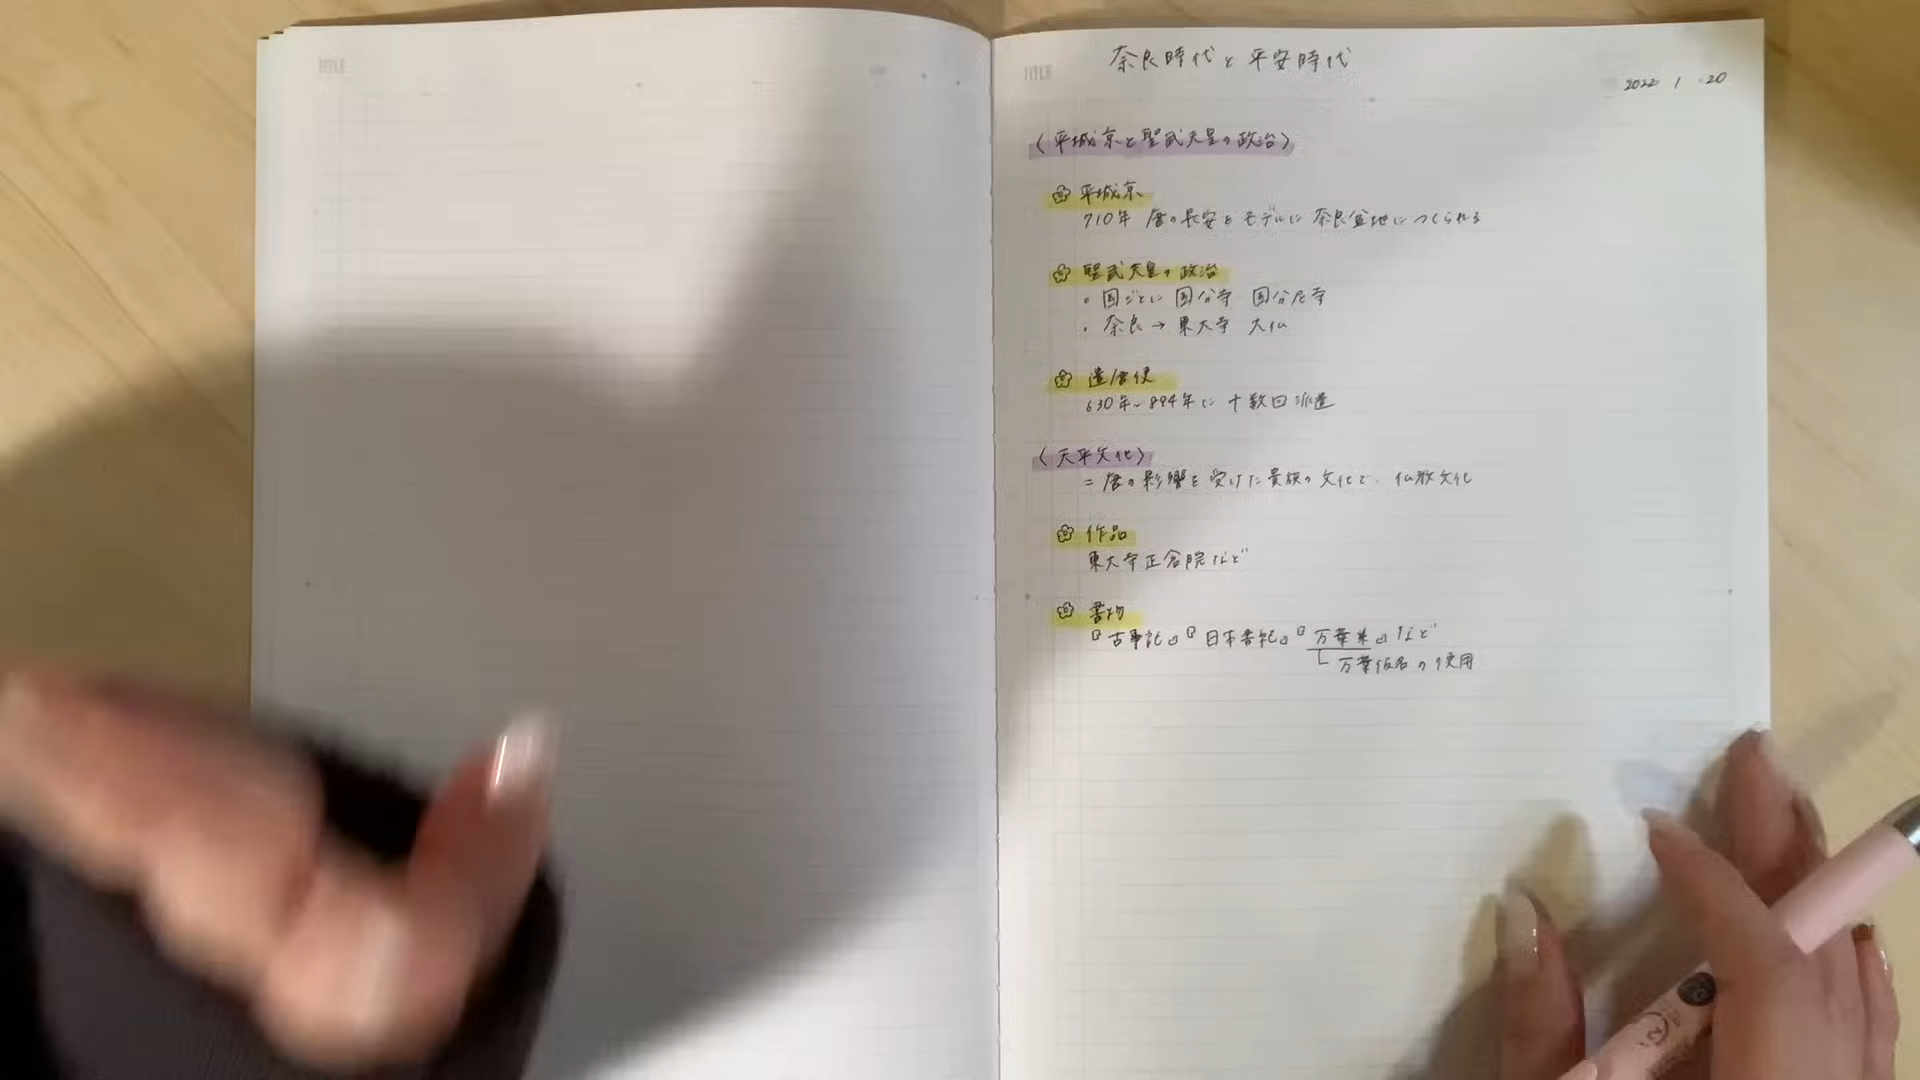 奈良時代と平安時代
2022 1 20
〈平城京と聖武天皇の政治〉
平城京
710年 唐の長安をモデルに 奈良盆地につくられる
聖武天皇の政治
・国ごとに 国分寺 国分尼寺
・奈良→東大寺 大仏
遣唐使
630年~894年に 十数回派遣
〈天平文化〉
=唐の影響を受けた貴族の文化で、仏教文化
作品
東大寺正倉院など
書物
『古事記』『日本書紀』『万葉集』など
万葉仮名の使用